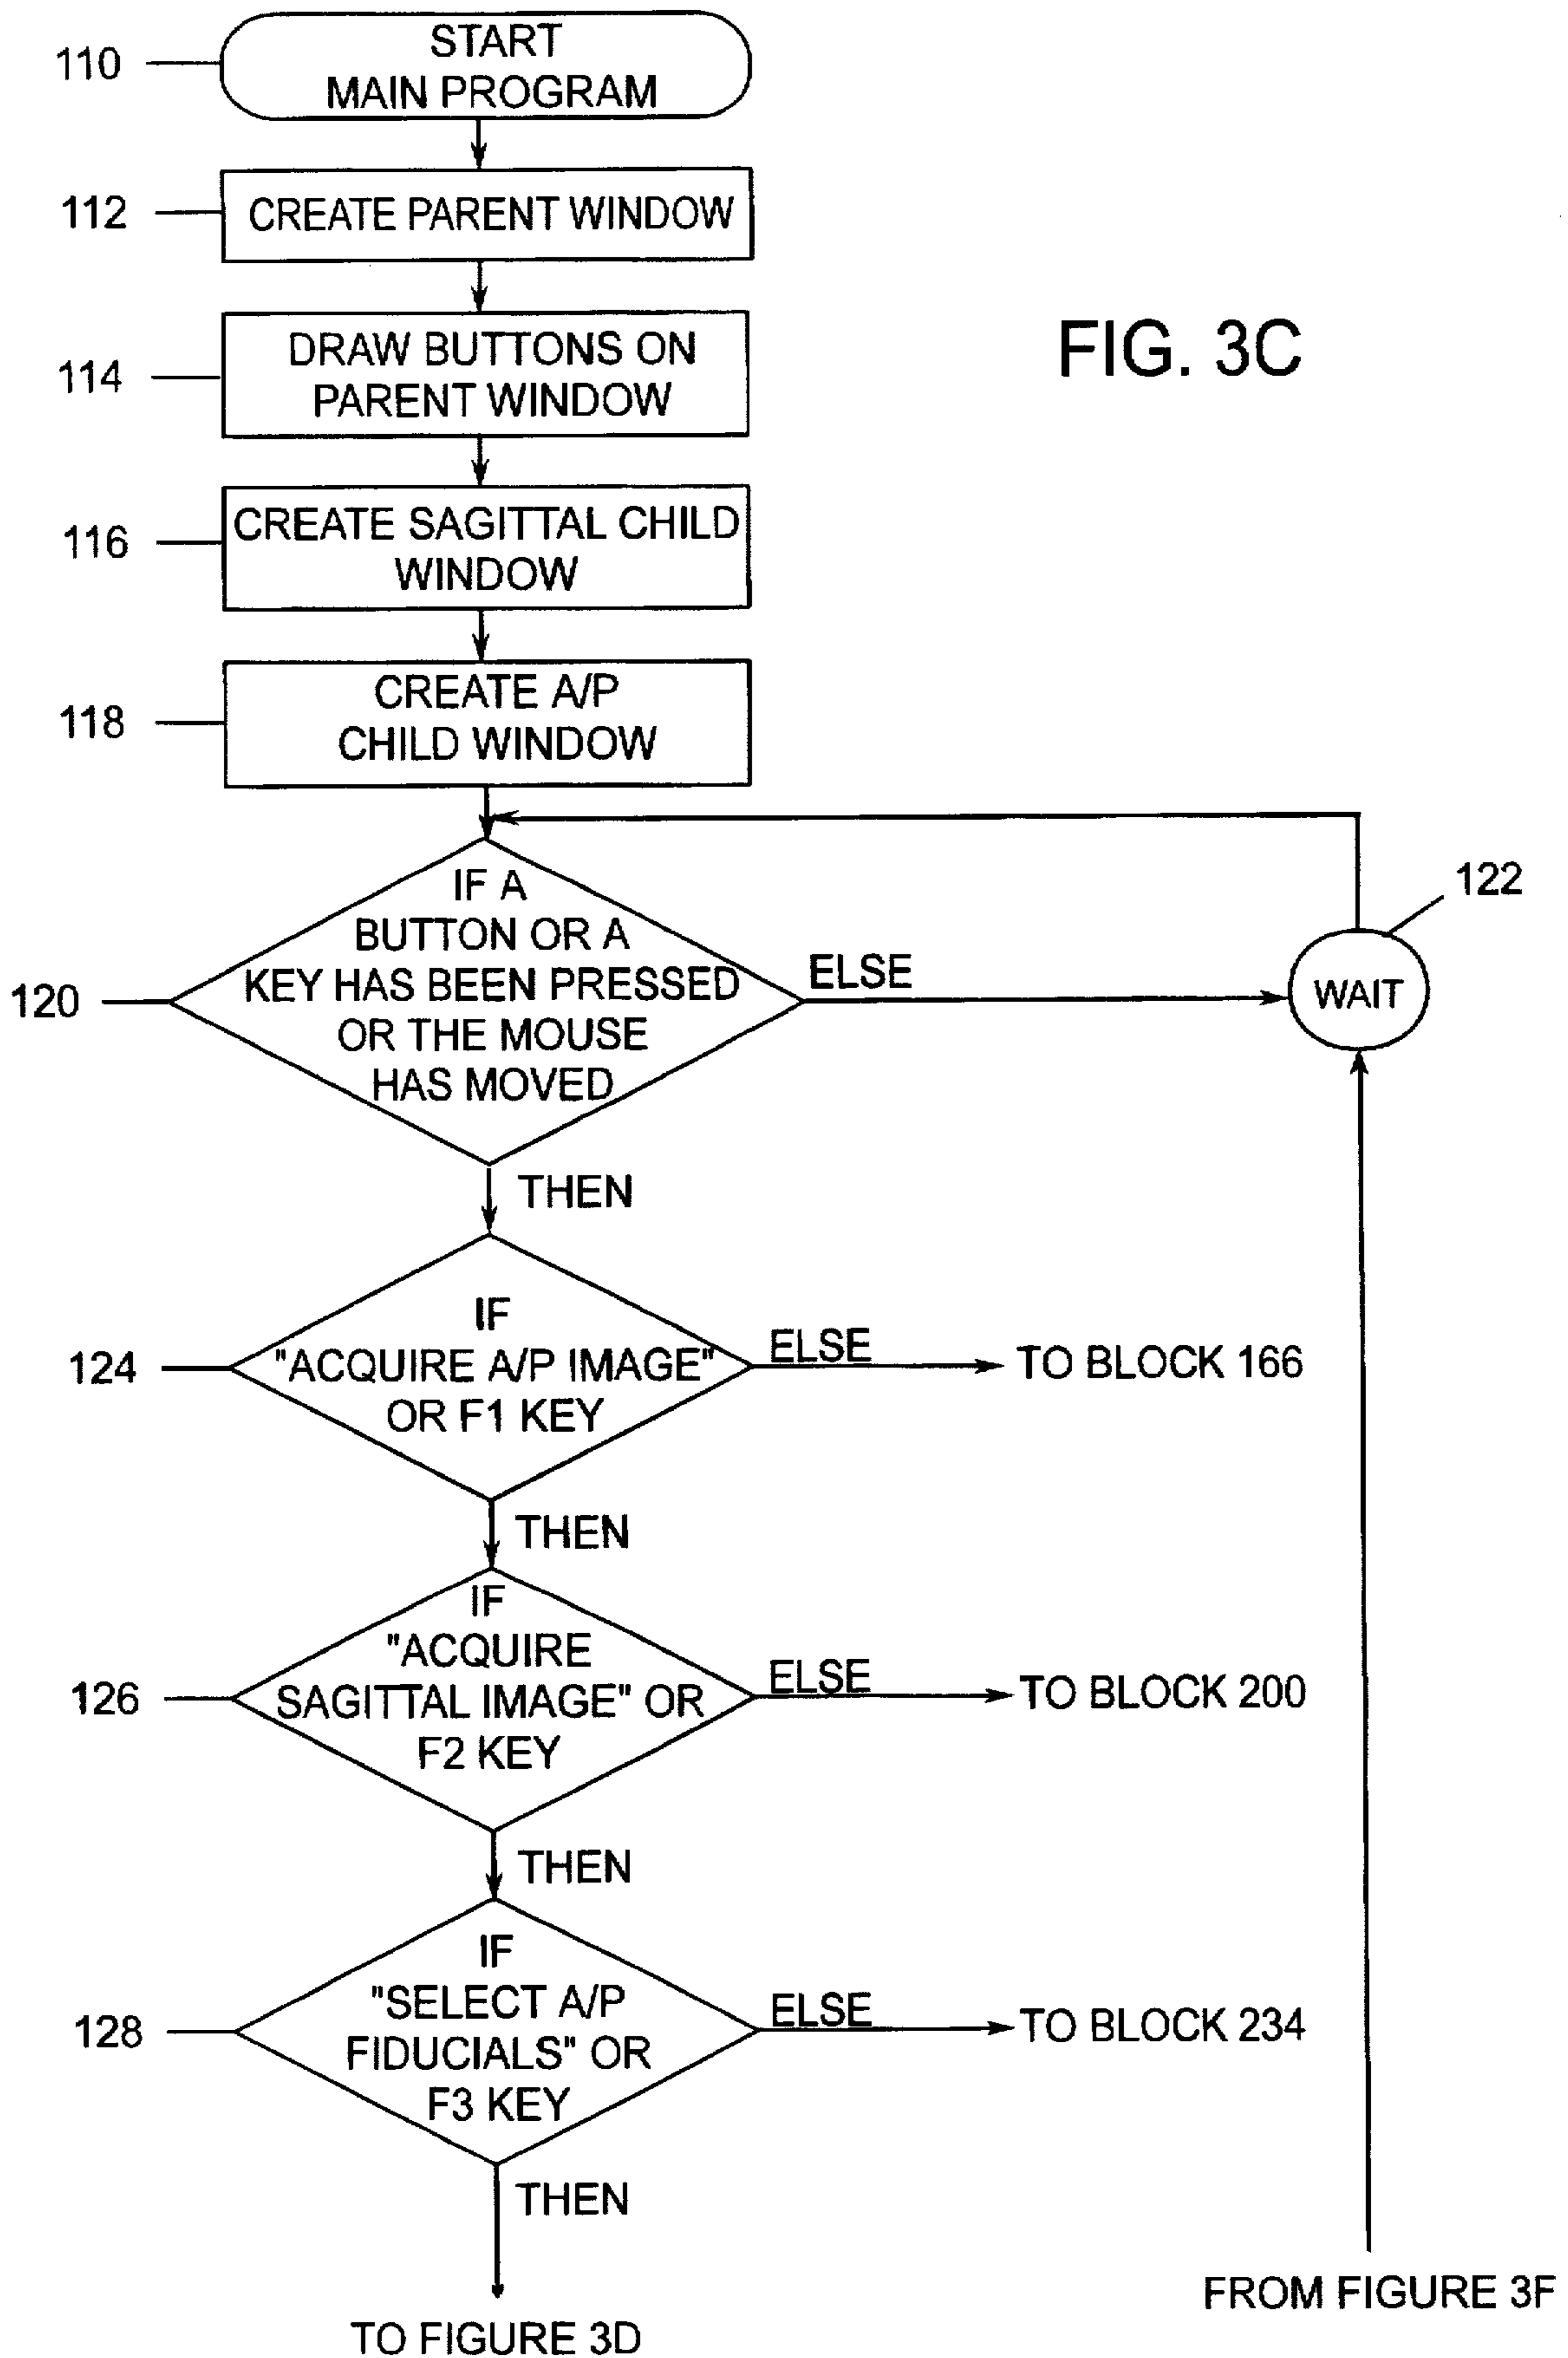 110
START
MAIN PROGRAM
112
CREATE PARENT WINDOW
FIG. 3C
114
DRAW BUTTONS ON
PARENT WINDOW
116
CREATE SAGITTAL CHILD
WINDOW
118
CREATE A/P
CHILD WINDOW
120
IF A
BUTTON OR A
KEY HAS BEEN PRESSED
OR THE MOUSE
HAS MOVED
ELSE
122
WAIT
THEN
124
IF
"ACQUIRE A/P IMAGE"
OR F1 KEY
ELSE
TO BLOCK 166
THEN
126
IF
"ACQUIRE
SAGITTAL IMAGE" OR
F2 KEY
ELSE
TO BLOCK 200
THEN
128
IF
"SELECT A/P
FIDUCIALS" OR
F3 KEY
ELSE
TO BLOCK 234
THEN
TO FIGURE 3D
FROM FIGURE 3F